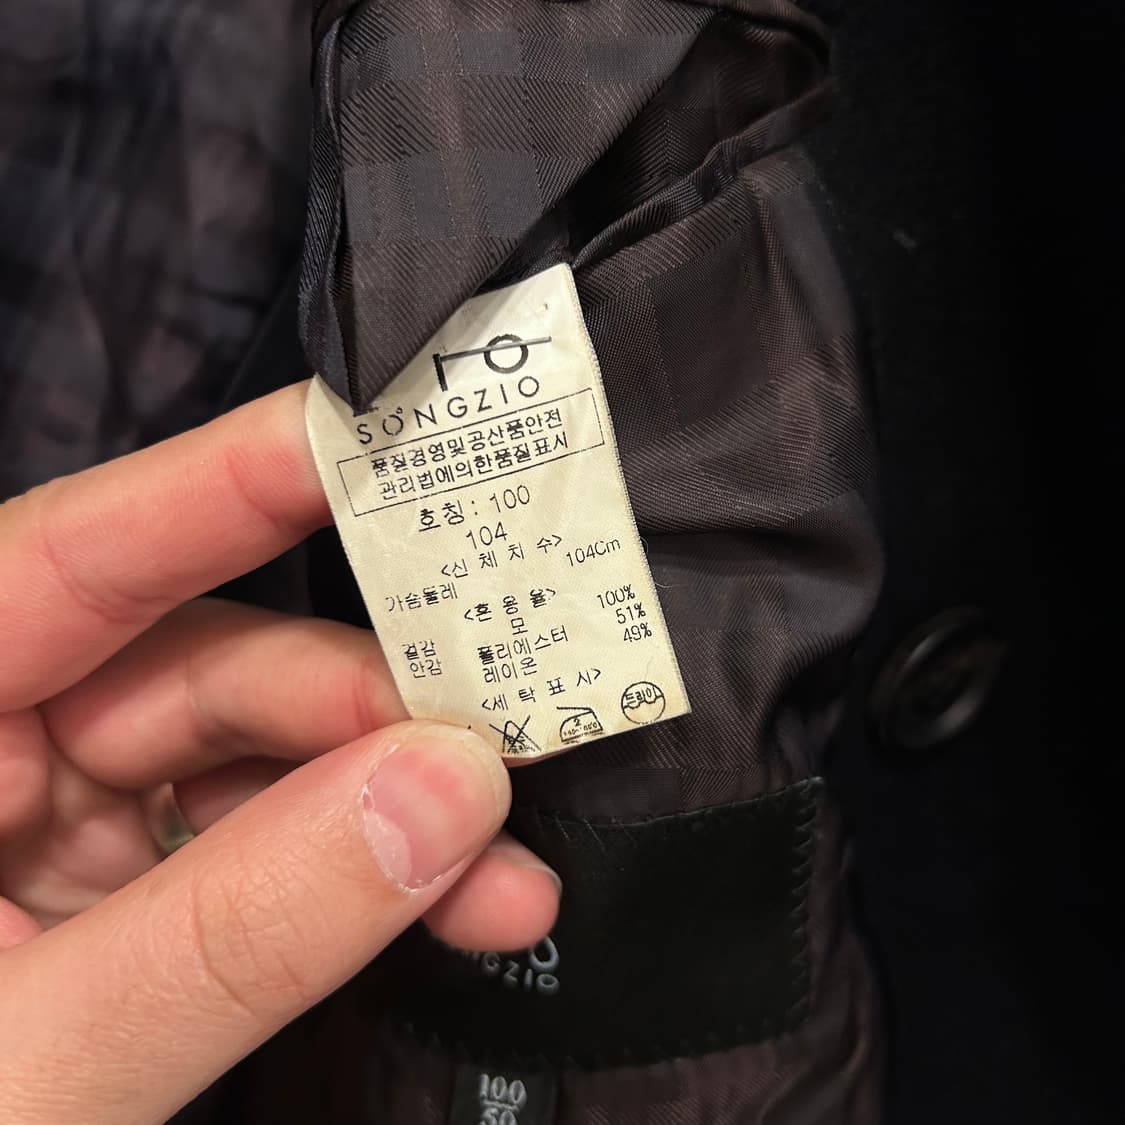 SONGZIO
품질경영및공산품안전
관리법에의한품질표시
호칭 : 100
104
<신 체 치 수>
가슴둘레 104Cm
<혼 용 율>
겉감 모 100%
안감 폴리에스터 51%
레이온 49%
<세 탁 표 시>
드라이
2
NGZIO
100
50